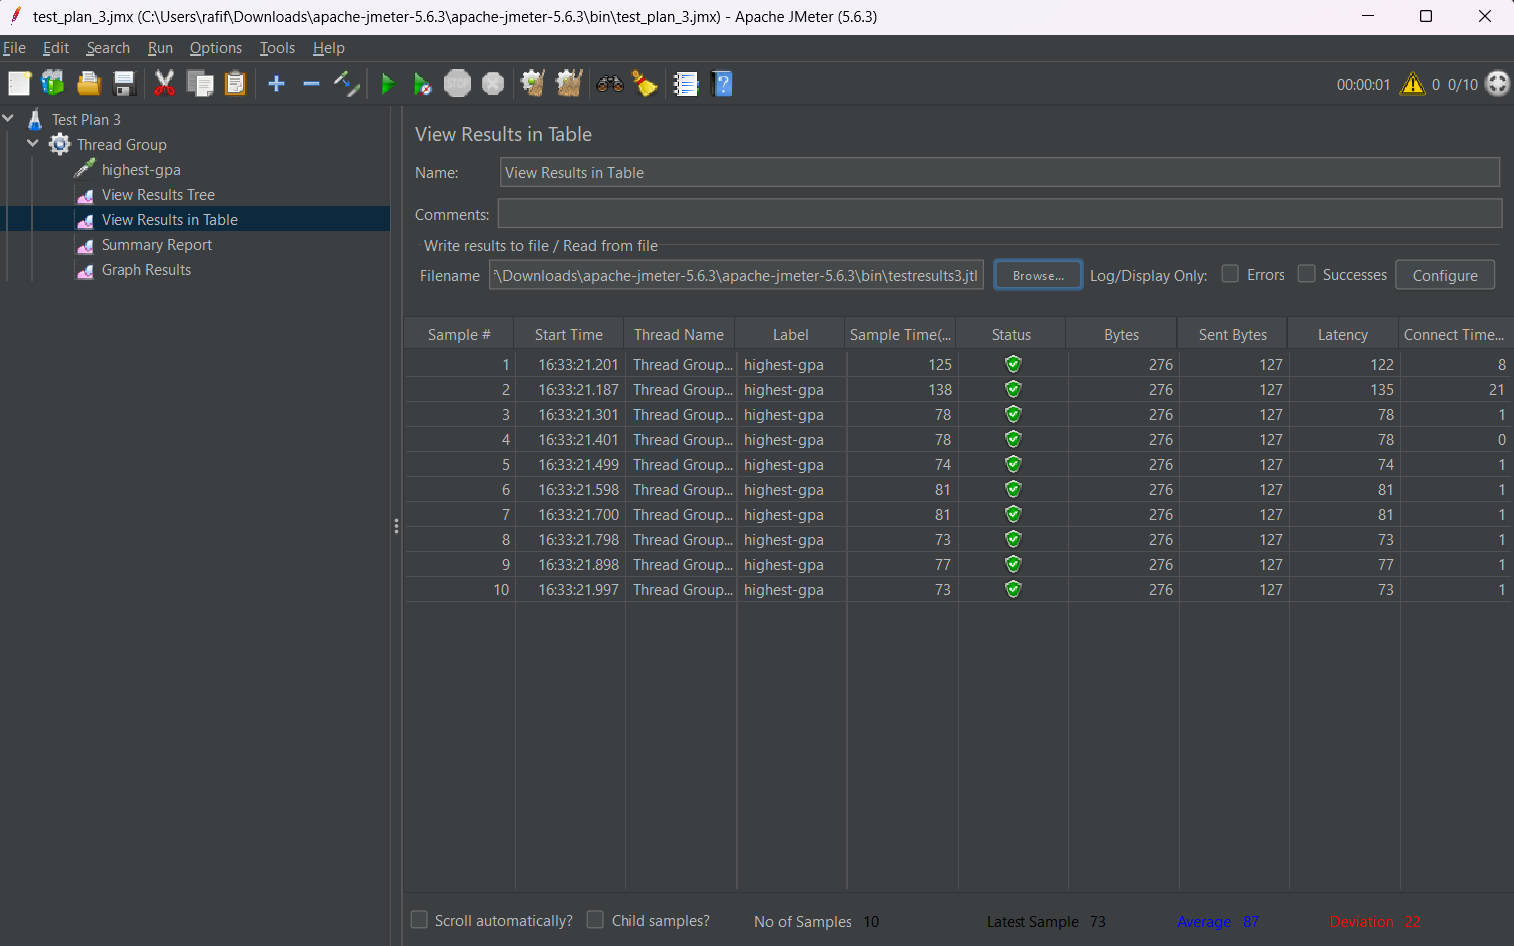 test_plan_3.jmx (C:\Users\rafif\Downloads\apache-jmeter-5.6.3\apache-jmeter-5.6.3\bin\test_plan_3.jmx) - Apache JMeter (5.6.3)
File Edit Search Run Options Tools Help
STOP 00:00:01 0 0/10
Test Plan 3
Thread Group
highest-gpa
View Results Tree
View Results in Table
Summary Report
Graph Results
View Results in Table
Name: View Results in Table
Comments:
Write results to file / Read from file
Filename f\Downloads\apache-jmeter-5.6.3\apache-jmeter-5.6.3\bin\testresults3.jtl Browse... Log/Display Only: Errors Successes Configure
Sample # Start Time Thread Name Label Sample Time(... Status Bytes Sent Bytes Latency Connect Time...
1 16:33:21.201 Thread Group... highest-gpa 125 276 127 122 8
2 16:33:21.187 Thread Group... highest-gpa 138 276 127 135 21
3 16:33:21.301 Thread Group... highest-gpa 78 276 127 78 1
4 16:33:21.401 Thread Group... highest-gpa 78 276 127 78 0
5 16:33:21.499 Thread Group... highest-gpa 74 276 127 74 1
6 16:33:21.598 Thread Group... highest-gpa 81 276 127 81 1
7 16:33:21.700 Thread Group... highest-gpa 81 276 127 81 1
8 16:33:21.798 Thread Group... highest-gpa 73 276 127 73 1
9 16:33:21.898 Thread Group... highest-gpa 77 276 127 77 1
10 16:33:21.997 Thread Group... highest-gpa 73 276 127 73 1
Scroll automatically? Child samples? No of Samples 10 Latest Sample 73 Average 87 Deviation 22